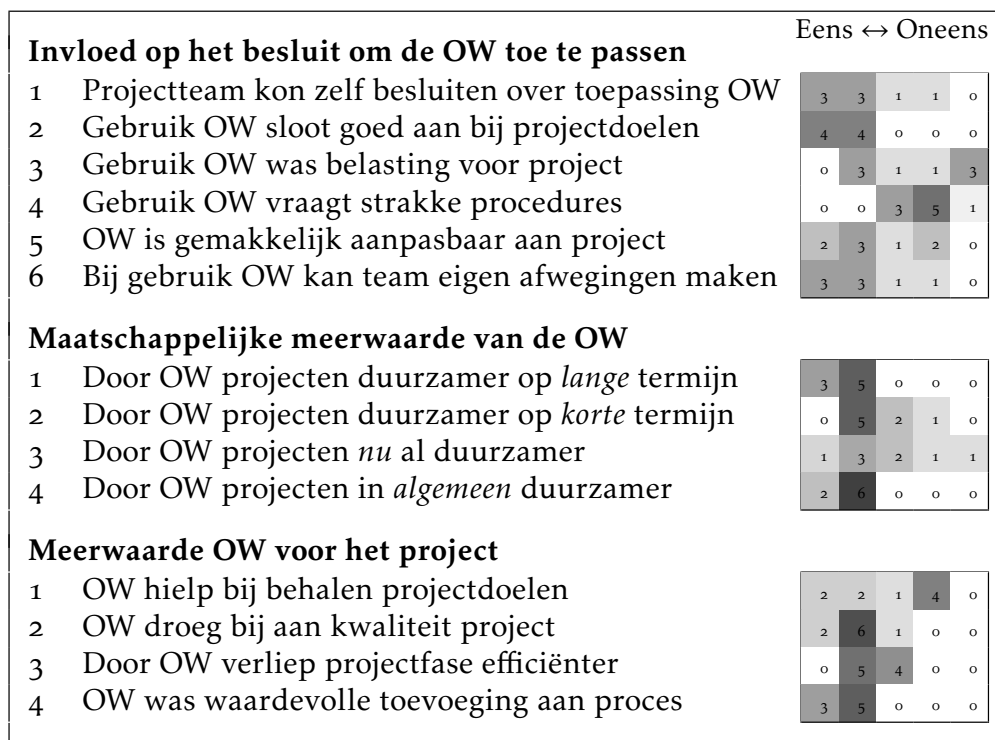 Eens ↔ Oneens
Invloed op het besluit om de OW toe te passen
1 Projectteam kon zelf besluiten over toepassing OW 3 3 1 1 0
2 Gebruik OW sloot goed aan bij projectdoelen 4 4 0 0 0
3 Gebruik OW was belasting voor project 0 3 1 1 3
4 Gebruik OW vraagt strakke procedures 0 0 3 5 1
5 OW is gemakkelijk aanpasbaar aan project 2 3 1 2 0
6 Bij gebruik OW kan team eigen afwegingen maken 3 3 1 1 0
Maatschappelijke meerwaarde van de OW
1 Door OW projecten duurzamer op lange termijn 3 5 0 0 0
2 Door OW projecten duurzamer op korte termijn 0 5 2 1 0
3 Door OW projecten nu al duurzamer 1 3 2 1 1
4 Door OW projecten in algemeen duurzamer 2 6 0 0 0
Meerwaarde OW voor het project
1 OW hielp bij behalen projectdoelen 2 2 1 4 0
2 OW droeg bij aan kwaliteit project 2 6 1 0 0
3 Door OW verliep projectfase efficiënter 0 5 4 0 0
4 OW was waardevolle toevoeging aan proces 3 5 0 0 0